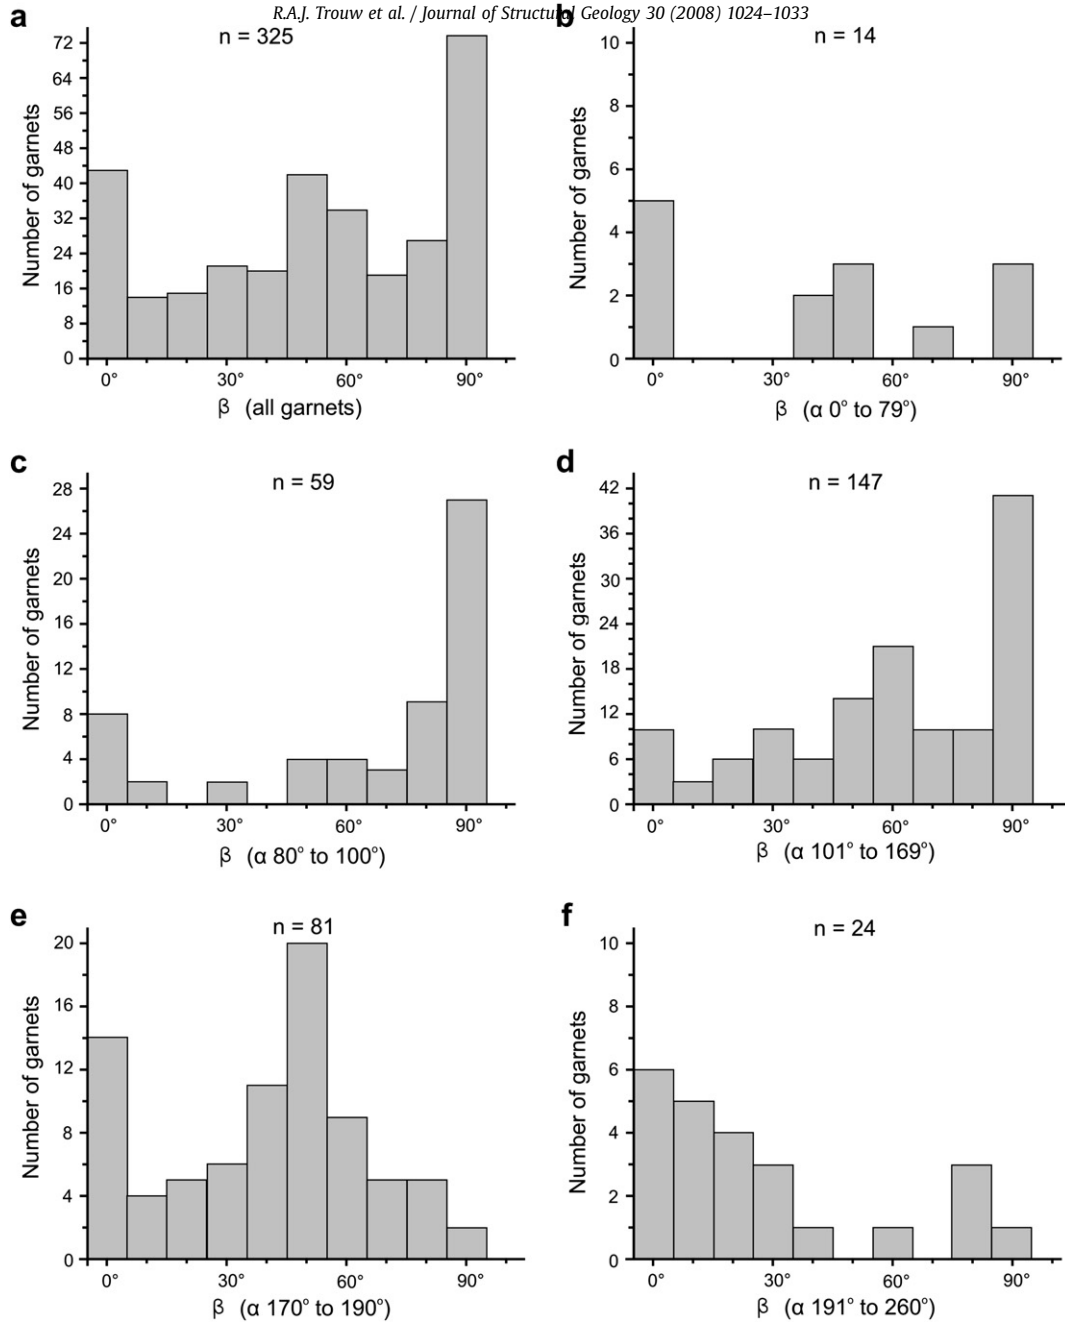 R.A.J. Trouw et al. / Journal of Structural Geology 30 (2008) 1024–1033
a
n = 325
Number of garnets
72
64
56
48
40
32
24
16
8
0
0° 30° 60° 90°
β (all garnets)
b
n = 14
Number of garnets
10
8
6
4
2
0
0° 30° 60° 90°
β (α 0° to 79°)
c
n = 59
Number of garnets
28
24
20
16
12
8
4
0
0° 30° 60° 90°
β (α 80° to 100°)
d
n = 147
Number of garnets
42
36
30
24
18
12
6
0
0° 30° 60° 90°
β (α 101° to 169°)
e
n = 81
Number of garnets
20
16
12
8
4
0
0° 30° 60° 90°
β (α 170° to 190°)
f
n = 24
Number of garnets
10
8
6
4
2
0
0° 30° 60° 90°
β (α 191° to 260°)